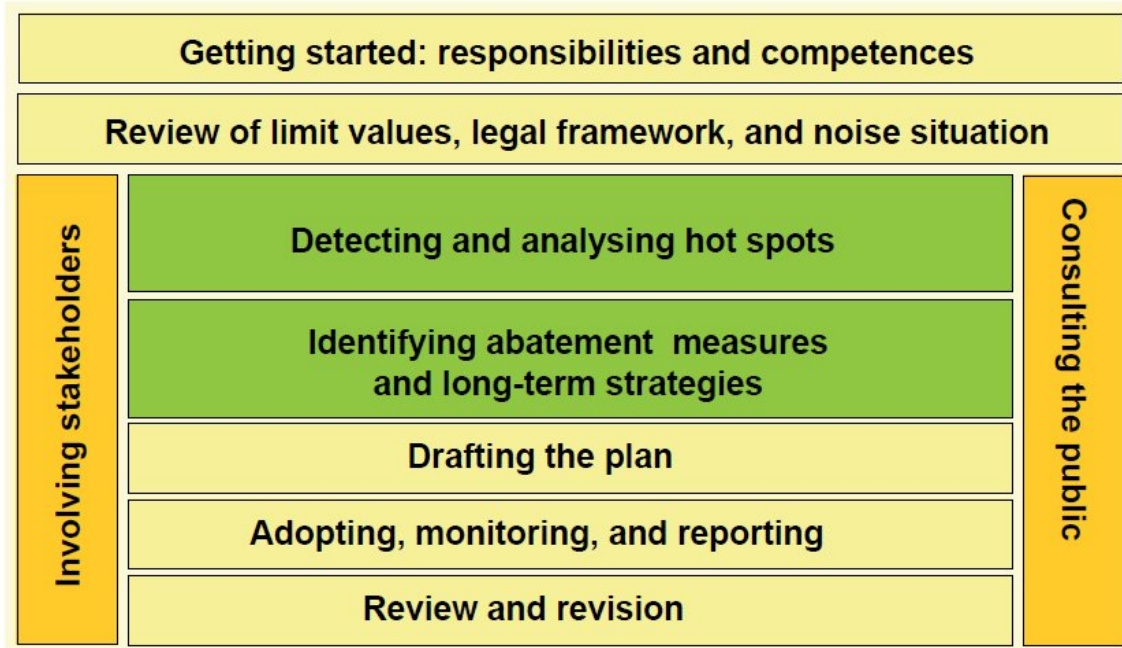 Getting started: responsibilities and competences
Review of limit values, legal framework, and noise situation
Involving stakeholders
Detecting and analysing hot spots
Identifying abatement measures
and long-term strategies
Drafting the plan
Adopting, monitoring, and reporting
Review and revision
Consulting the public